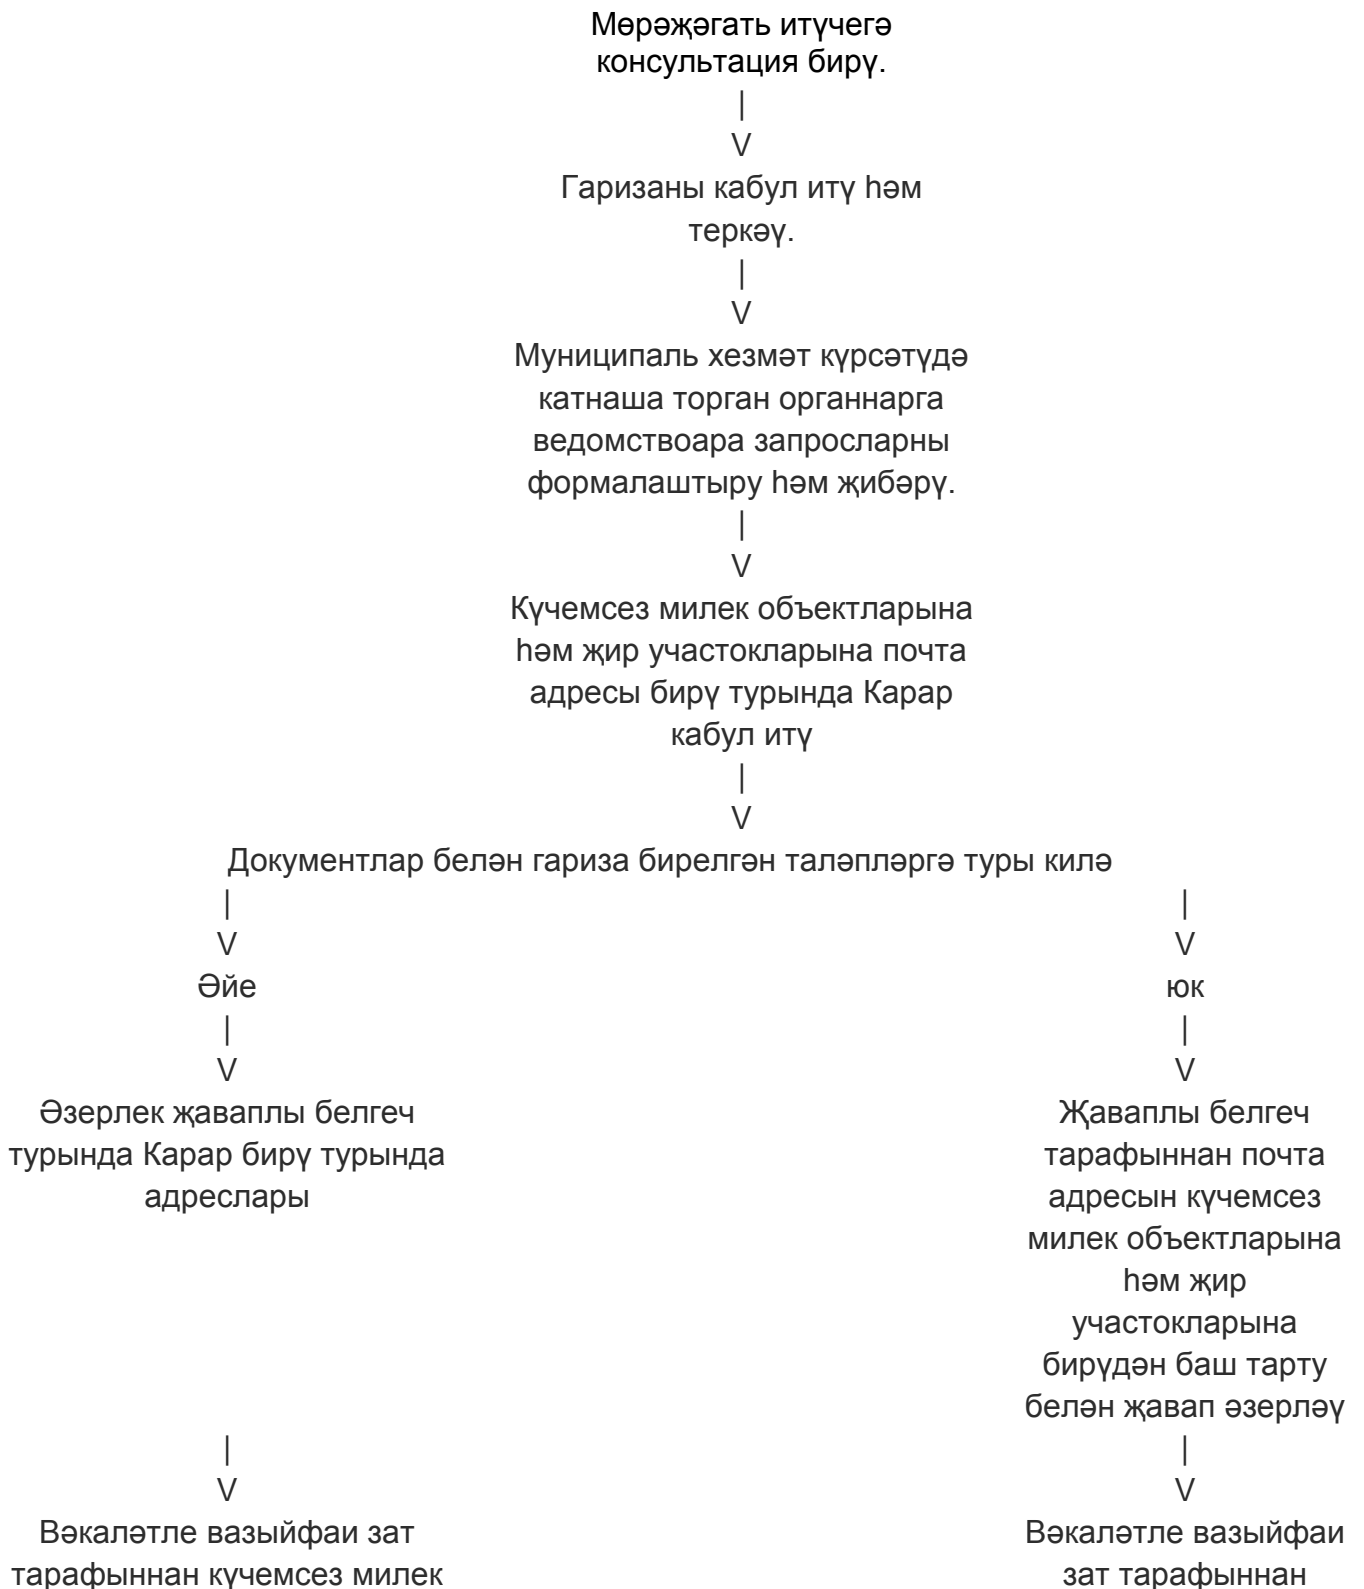 Мөрәҗәгать итүчегә
консультация бирү.
|
V
Гаризаны кабул итү һәм
теркәү.
|
V
Муниципаль хезмәт күрсәтүдә
катнаша торган органнарга
ведомствоара запросларны
формалаштыру һәм җибәрү.
|
V
Күчемсез милек объектларына
һәм җир участокларына почта
адресы бирү турында Карар
кабул итү
|
V
Документлар белән гариза бирелгән таләпләргә туры килә
|
V
Әйе
|
V
Әзерлек җаваплы белгеч
турында Карар бирү турында
адреслары
|
V
Вәкаләтле вазыйфаи зат
тарафыннан күчемсез милек
|
V
юк
|
V
Җаваплы белгеч
тарафыннан почта
адресын күчемсез
милек объектларына
һәм җир
участокларына
бирүдән баш тарту
белән җавап әзерләү
|
V
Вәкаләтле вазыйфаи
зат тарафыннан